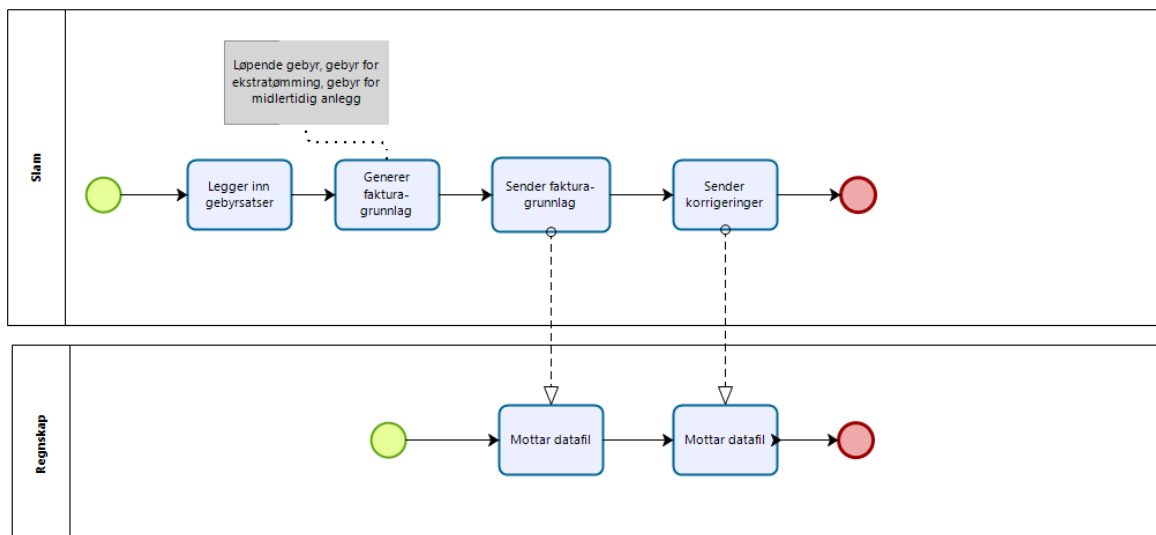 Slam
Løpende gebyr, gebyr for
ekstratømming, gebyr for
midlertidig anlegg
Legger inn
gebyrsatser
Generer
faktura-
grunnlag
Sender faktura-
grunnlag
Sender
korrigeringer
Regnskap
Mottar datafil
Mottar datafil